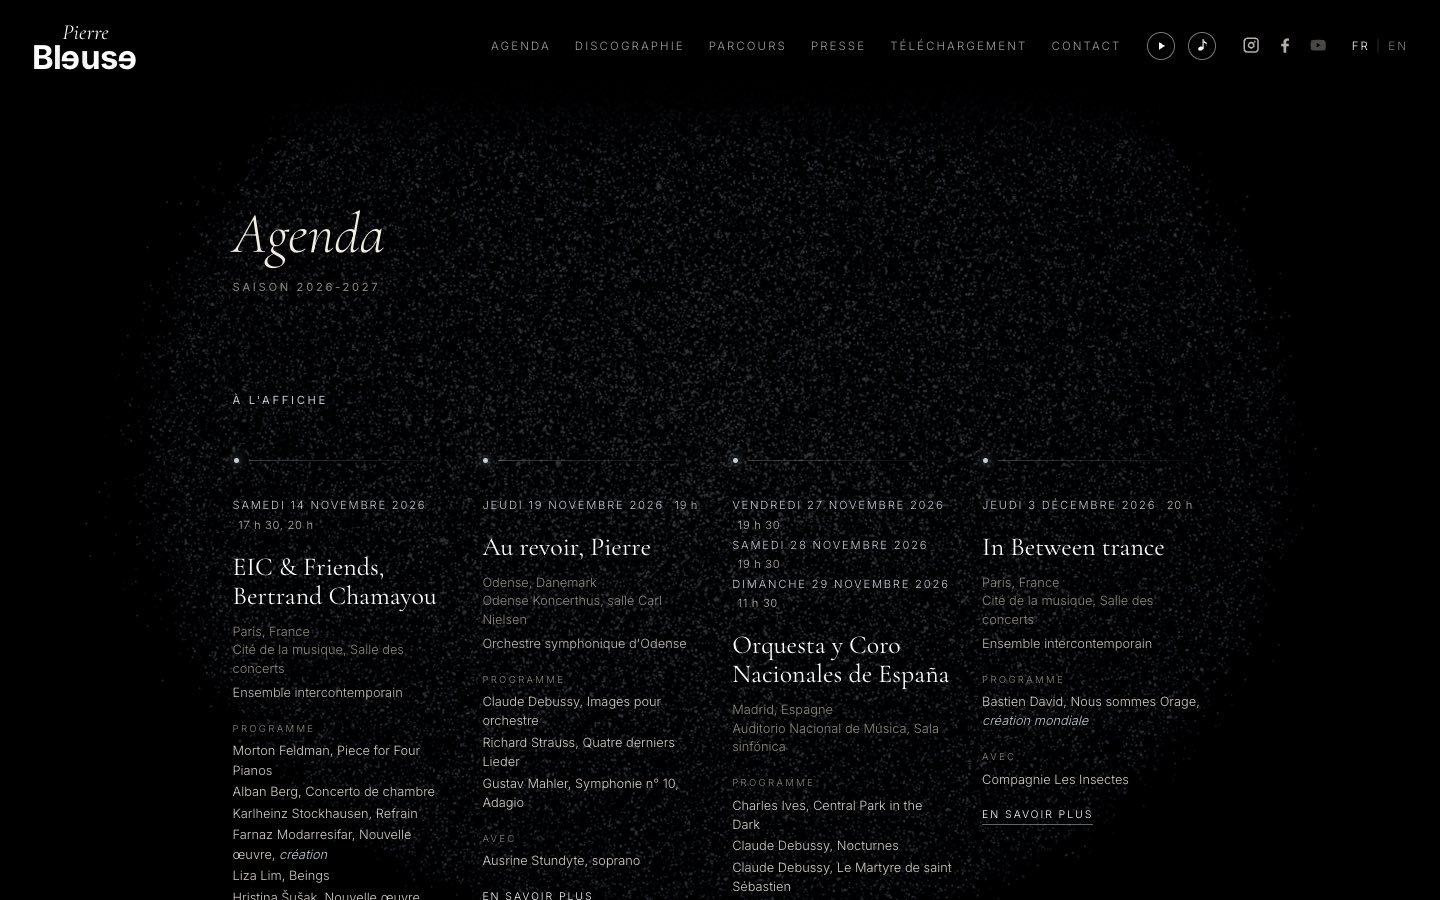 Pierre
Bleuse
AGENDA DISCOGRAPHIE PARCOURS PRESSE TÉLÉCHARGEMENT CONTACT FR EN
Agenda
SAISON 2026-2027
À L'AFFICHE
SAMEDI 14 NOVEMBRE 2026
17 h 30, 20 h
EIC & Friends,
Bertrand Chamayou
Paris, France
Cité de la musique, Salle des
concerts
Ensemble intercontemporain
PROGRAMME
Morton Feldman, Piece for Four
Pianos
Alban Berg, Concerto de chambre
Karlheinz Stockhausen, Refrain
Farnaz Modarresifar, Nouvelle
œuvre, création
Liza Lim, Beings
Hristina Šušak, Nouvelle œuvre
JEUDI 19 NOVEMBRE 2026 19 h
Au revoir, Pierre
Odense, Danemark
Odense Koncerthus, salle Carl
Nielsen
Orchestre symphonique d'Odense
PROGRAMME
Claude Debussy, Images pour
orchestre
Richard Strauss, Quatre derniers
Lieder
Gustav Mahler, Symphonie n° 10,
Adagio
AVEC
Ausrine Stundyte, soprano
EN SAVOIR PLUS
VENDREDI 27 NOVEMBRE 2026
19 h 30
SAMEDI 28 NOVEMBRE 2026
19 h 30
DIMANCHE 29 NOVEMBRE 2026
11 h 30
Orquesta y Coro
Nacionales de España
Madrid, Espagne
Auditorio Nacional de Música, Sala
sinfónica
PROGRAMME
Charles Ives, Central Park in the
Dark
Claude Debussy, Nocturnes
Claude Debussy, Le Martyre de saint
Sébastien
JEUDI 3 DÉCEMBRE 2026 20 h
In Between trance
Paris, France
Cité de la musique, Salle des
concerts
Ensemble intercontemporain
PROGRAMME
Bastien David, Nous sommes Orage,
création mondiale
AVEC
Compagnie Les Insectes
EN SAVOIR PLUS